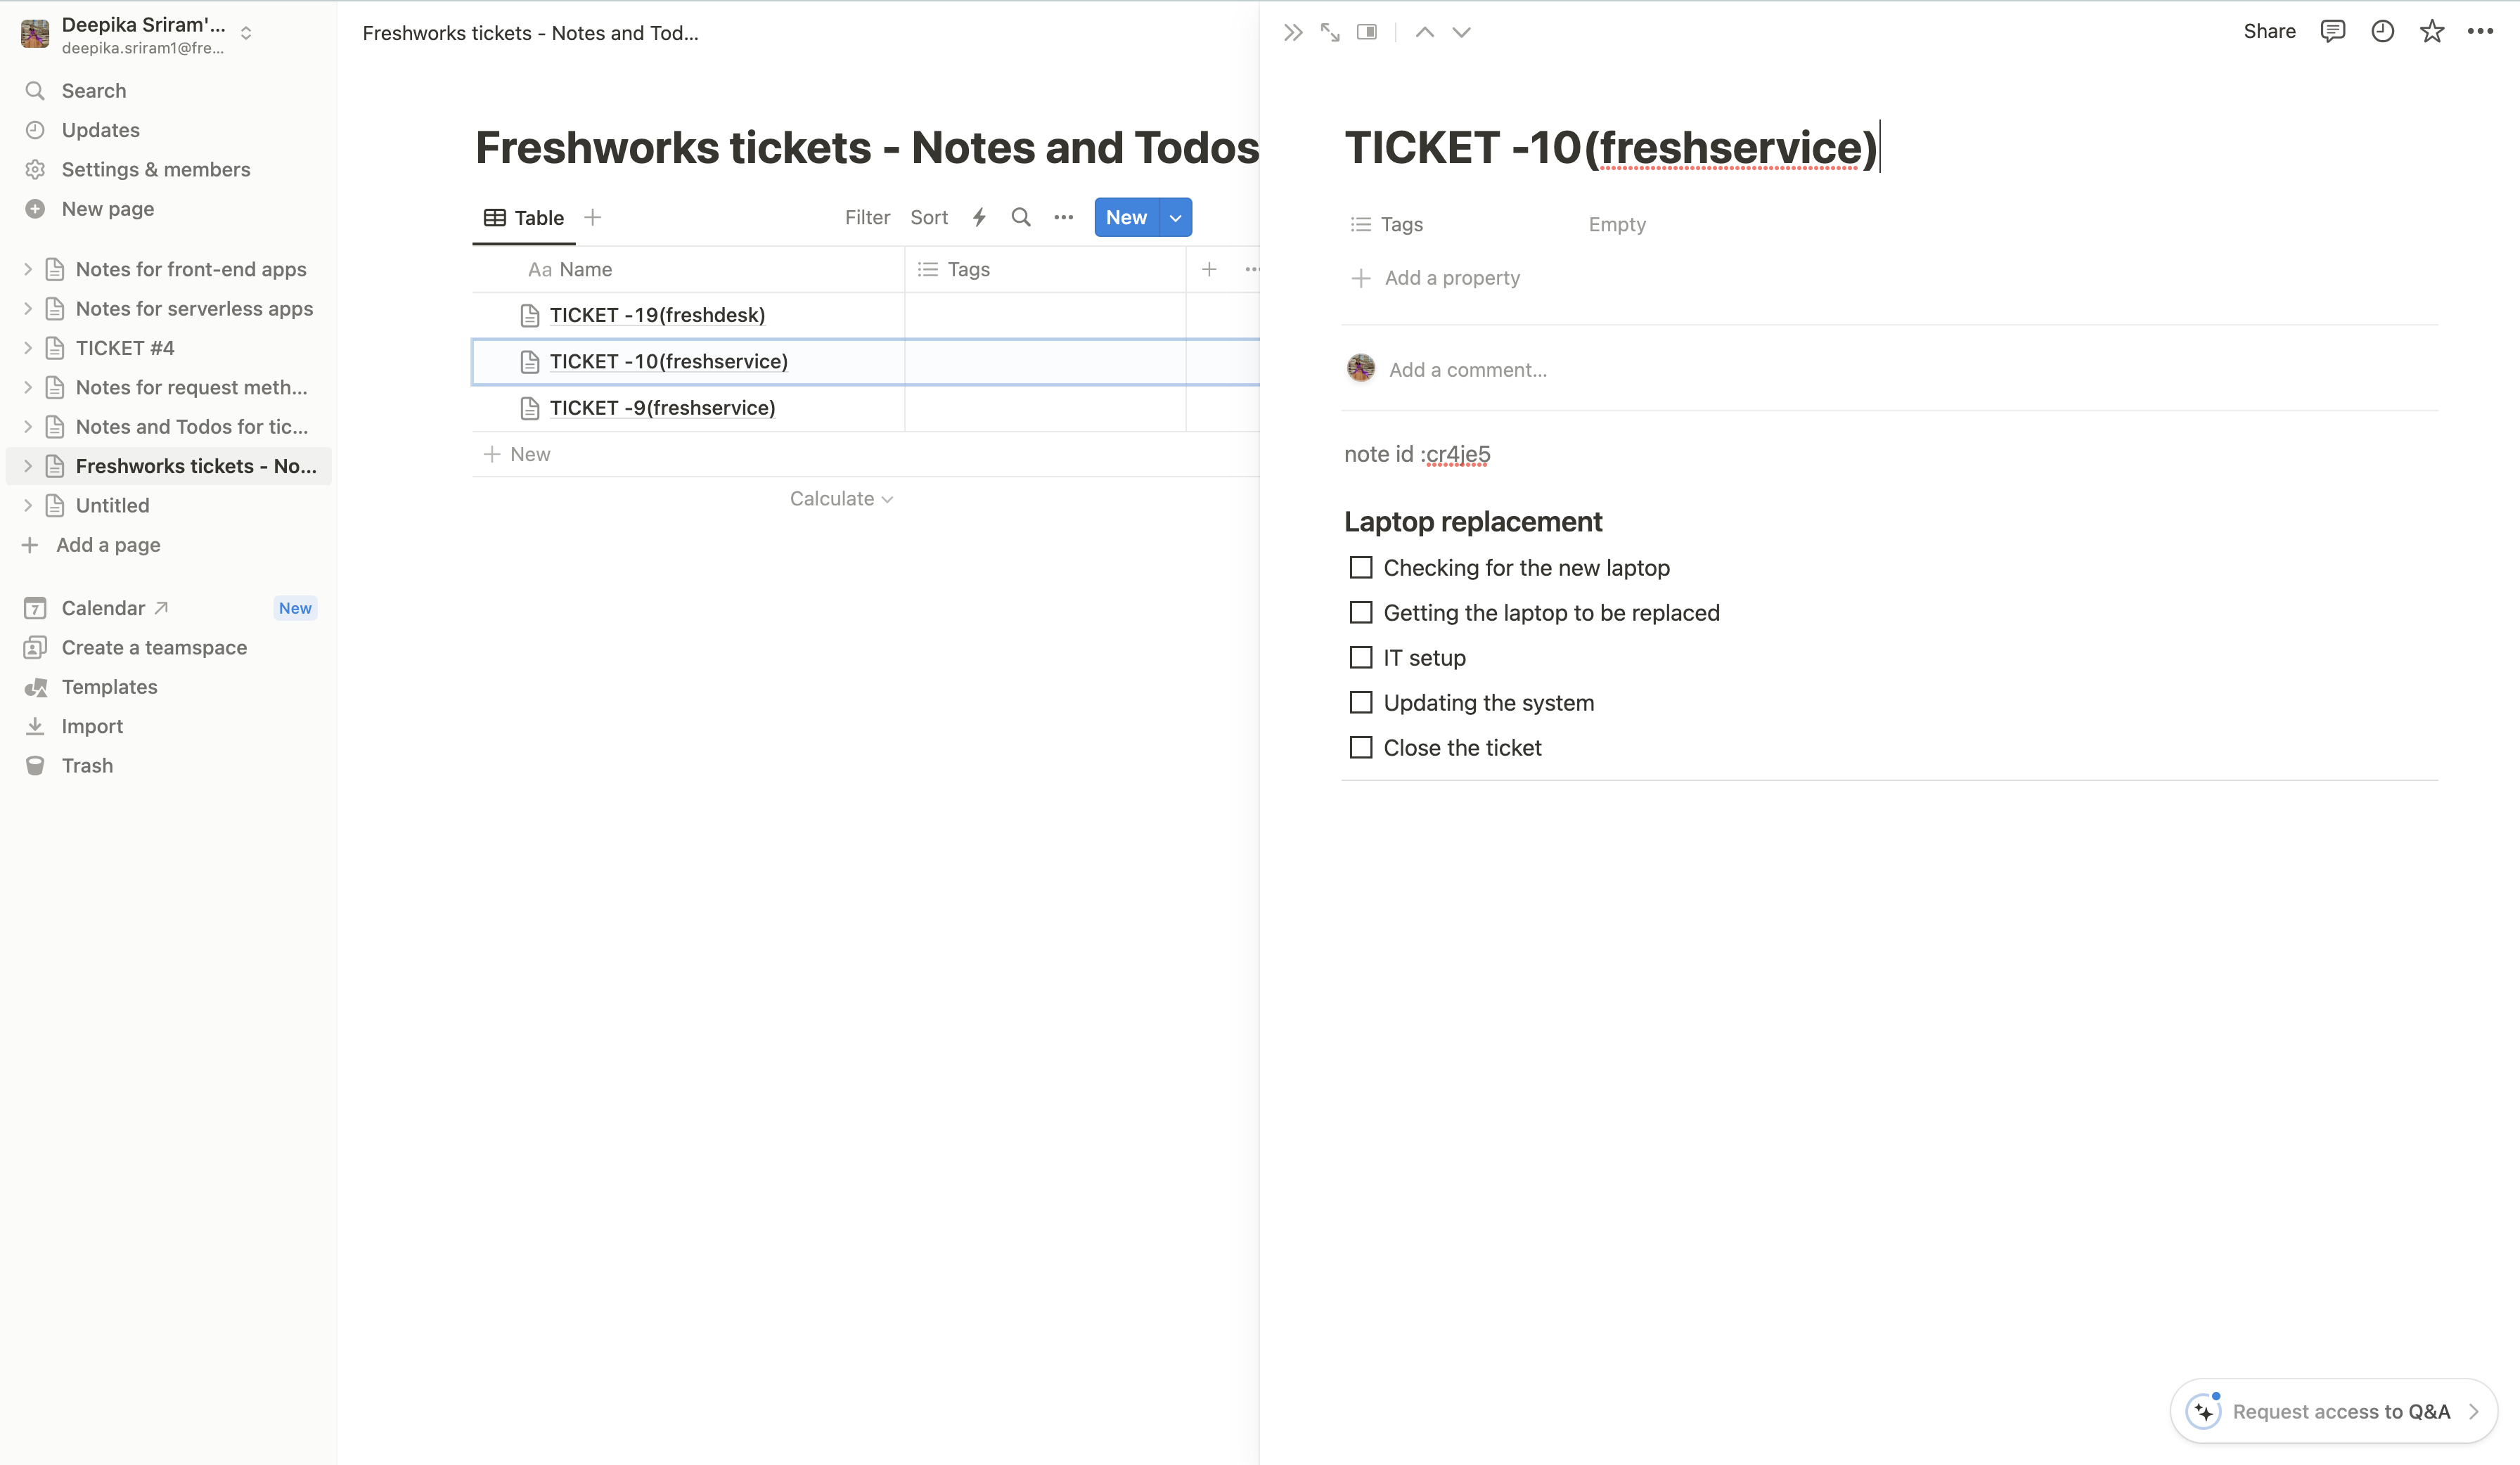 Deepika Sriram'...
deepika.sriram1@fre...
Search
Updates
Settings & members
New page
Notes for front-end apps
Notes for serverless apps
TICKET #4
Notes for request meth...
Notes and Todos for tic...
Freshworks tickets - No...
Untitled
Add a page
7
Calendar
New
Create a teamspace
Templates
Import
Trash
Freshworks tickets - Notes and Tod...
Freshworks tickets - Notes and Todos
Table
Filter
Sort
New
Aa Name
Tags
TICKET -19(freshdesk)
TICKET -10(freshservice)
TICKET -9(freshservice)
New
Calculate
Share
TICKET -10(freshservice)
Tags
Empty
Add a property
Add a comment...
note id :cr4je5
Laptop replacement
Checking for the new laptop
Getting the laptop to be replaced
IT setup
Updating the system
Close the ticket
Request access to Q&A